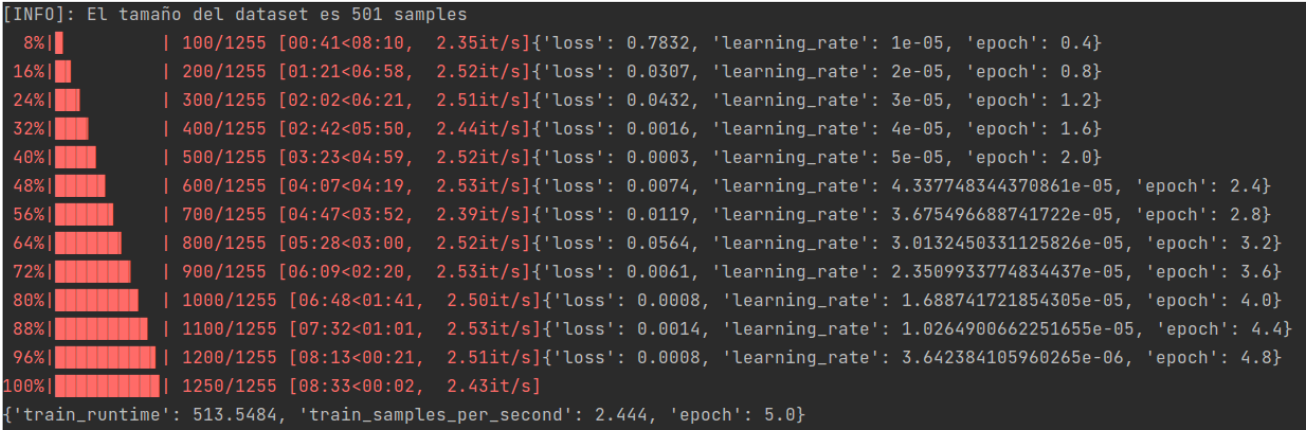 [INFO]: El tamaño del dataset es 501 samples
8%| | 100/1255 [00:41<08:10, 2.35it/s]{'loss': 0.7832, 'learning_rate': 1e-05, 'epoch': 0.4}
16%| | 200/1255 [01:21<06:58, 2.52it/s]{'loss': 0.0307, 'learning_rate': 2e-05, 'epoch': 0.8}
24%| | 300/1255 [02:02<06:21, 2.51it/s]{'loss': 0.0432, 'learning_rate': 3e-05, 'epoch': 1.2}
32%| | 400/1255 [02:42<05:50, 2.44it/s]{'loss': 0.0016, 'learning_rate': 4e-05, 'epoch': 1.6}
40%| | 500/1255 [03:23<04:59, 2.52it/s]{'loss': 0.0003, 'learning_rate': 5e-05, 'epoch': 2.0}
48%| | 600/1255 [04:07<04:19, 2.53it/s]{'loss': 0.0074, 'learning_rate': 4.337748344370861e-05, 'epoch': 2.4}
56%| | 700/1255 [04:47<03:52, 2.39it/s]{'loss': 0.0119, 'learning_rate': 3.675496688741722e-05, 'epoch': 2.8}
64%| | 800/1255 [05:28<03:00, 2.52it/s]{'loss': 0.0564, 'learning_rate': 3.0132450331125826e-05, 'epoch': 3.2}
72%| | 900/1255 [06:09<02:20, 2.53it/s]{'loss': 0.0061, 'learning_rate': 2.3509933774834437e-05, 'epoch': 3.6}
80%| | 1000/1255 [06:48<01:41, 2.50it/s]{'loss': 0.0008, 'learning_rate': 1.688741721854305e-05, 'epoch': 4.0}
88%| | 1100/1255 [07:32<01:01, 2.53it/s]{'loss': 0.0014, 'learning_rate': 1.0264900662251655e-05, 'epoch': 4.4}
96%| | 1200/1255 [08:13<00:21, 2.51it/s]{'loss': 0.0008, 'learning_rate': 3.642384105960265e-06, 'epoch': 4.8}
100%| | 1250/1255 [08:33<00:02, 2.43it/s]
{'train_runtime': 513.5484, 'train_samples_per_second': 2.444, 'epoch': 5.0}